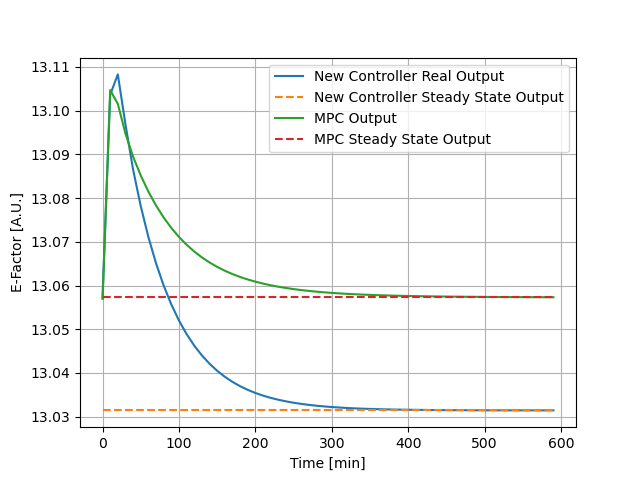 13.11
13.10
13.09
13.08
13.07
13.06
13.05
13.04
13.03
E-Factor [A.U.]
New Controller Real Output
New Controller Steady State Output
MPC Output
MPC Steady State Output
0 100 200 300 400 500 600
Time [min]